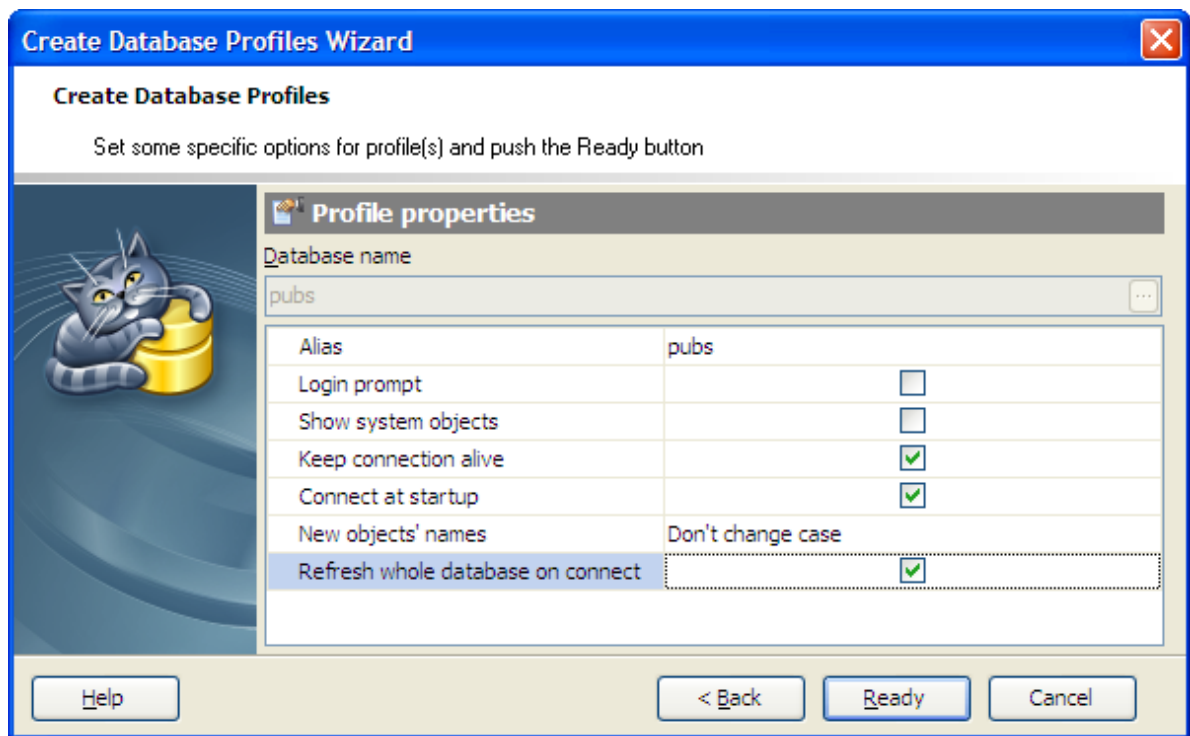 Create Database Profiles Wizard
Create Database Profiles
Set some specific options for profile(s) and push the Ready button
Profile properties
Database name
pubs
...
Alias pubs
Login prompt
Show system objects
Keep connection alive
Connect at startup
New objects' names Don't change case
Refresh whole database on connect
Help < Back Ready Cancel